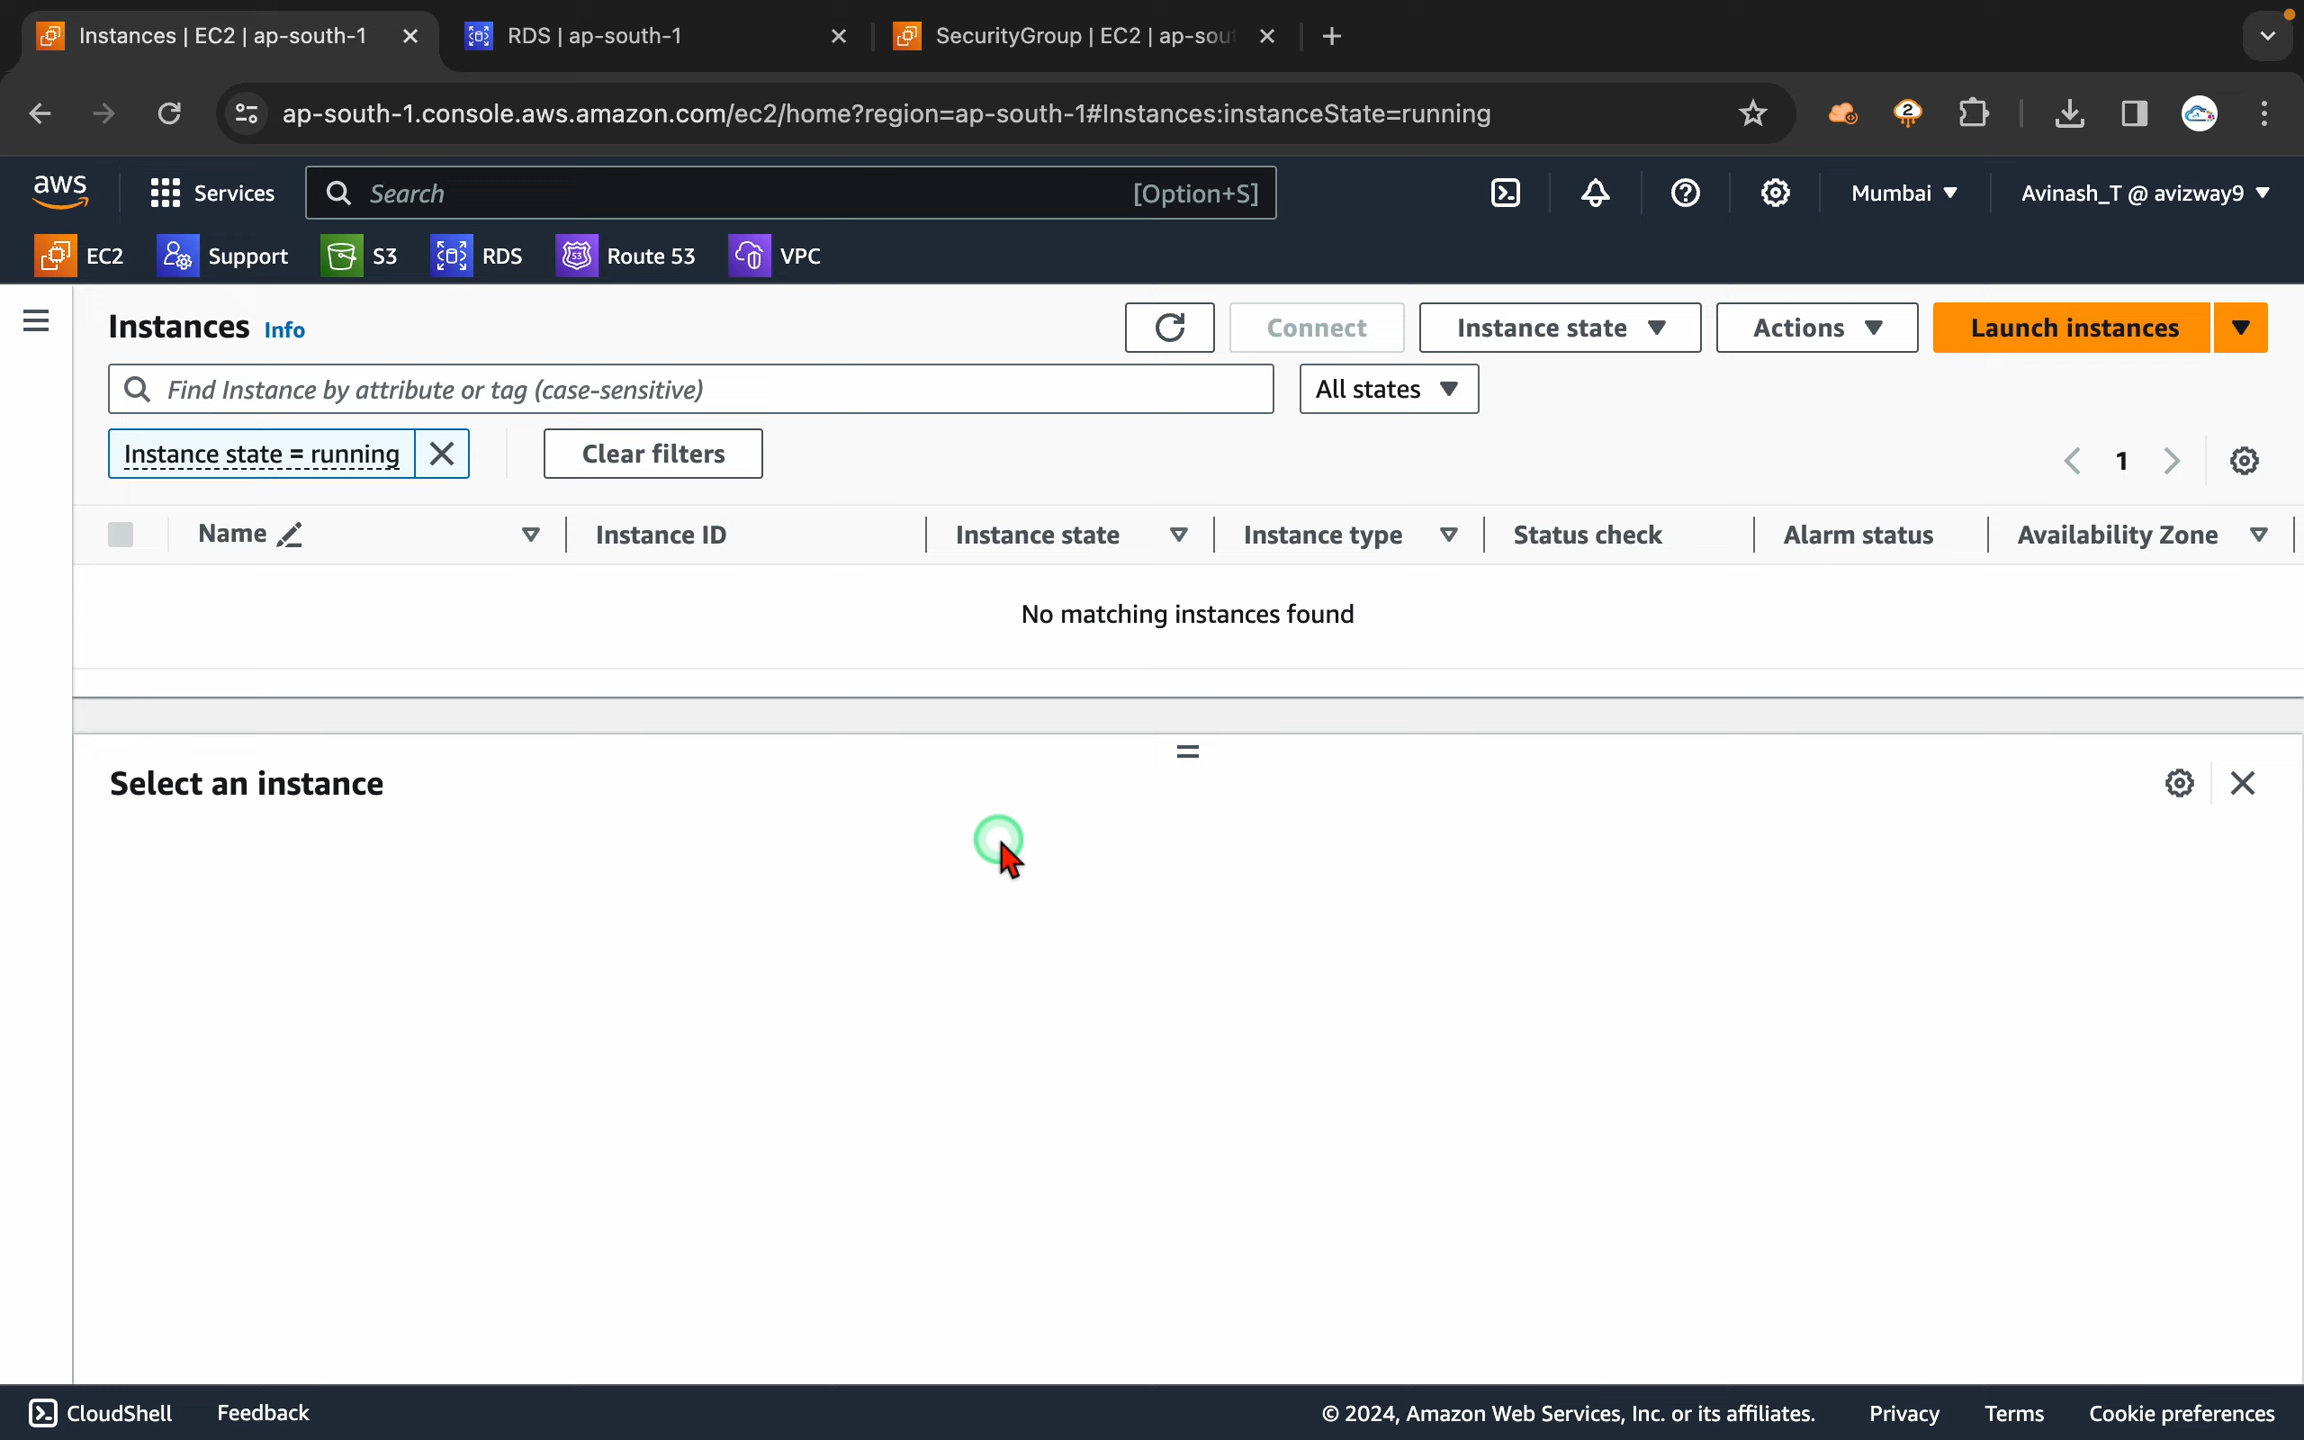 Instances | EC2 | ap-south-1
RDS | ap-south-1
SecurityGroup | EC2 | ap-sou
ap-south-1.console.aws.amazon.com/ec2/home?region=ap-south-1#Instances:instanceState=running
2
aws
Services
Search
[Option+S]
Mumbai
Avinash_T @ avizway9
EC2
Support
S3
RDS
53
Route 53
VPC
Instances
Info
Connect
Instance state
Actions
Launch instances
Find Instance by attribute or tag (case-sensitive)
All states
Instance state = running
Clear filters
1
Name
Instance ID
Instance state
Instance type
Status check
Alarm status
Availability Zone
No matching instances found
Select an instance
CloudShell
Feedback
© 2024, Amazon Web Services, Inc. or its affiliates.
Privacy
Terms
Cookie preferences